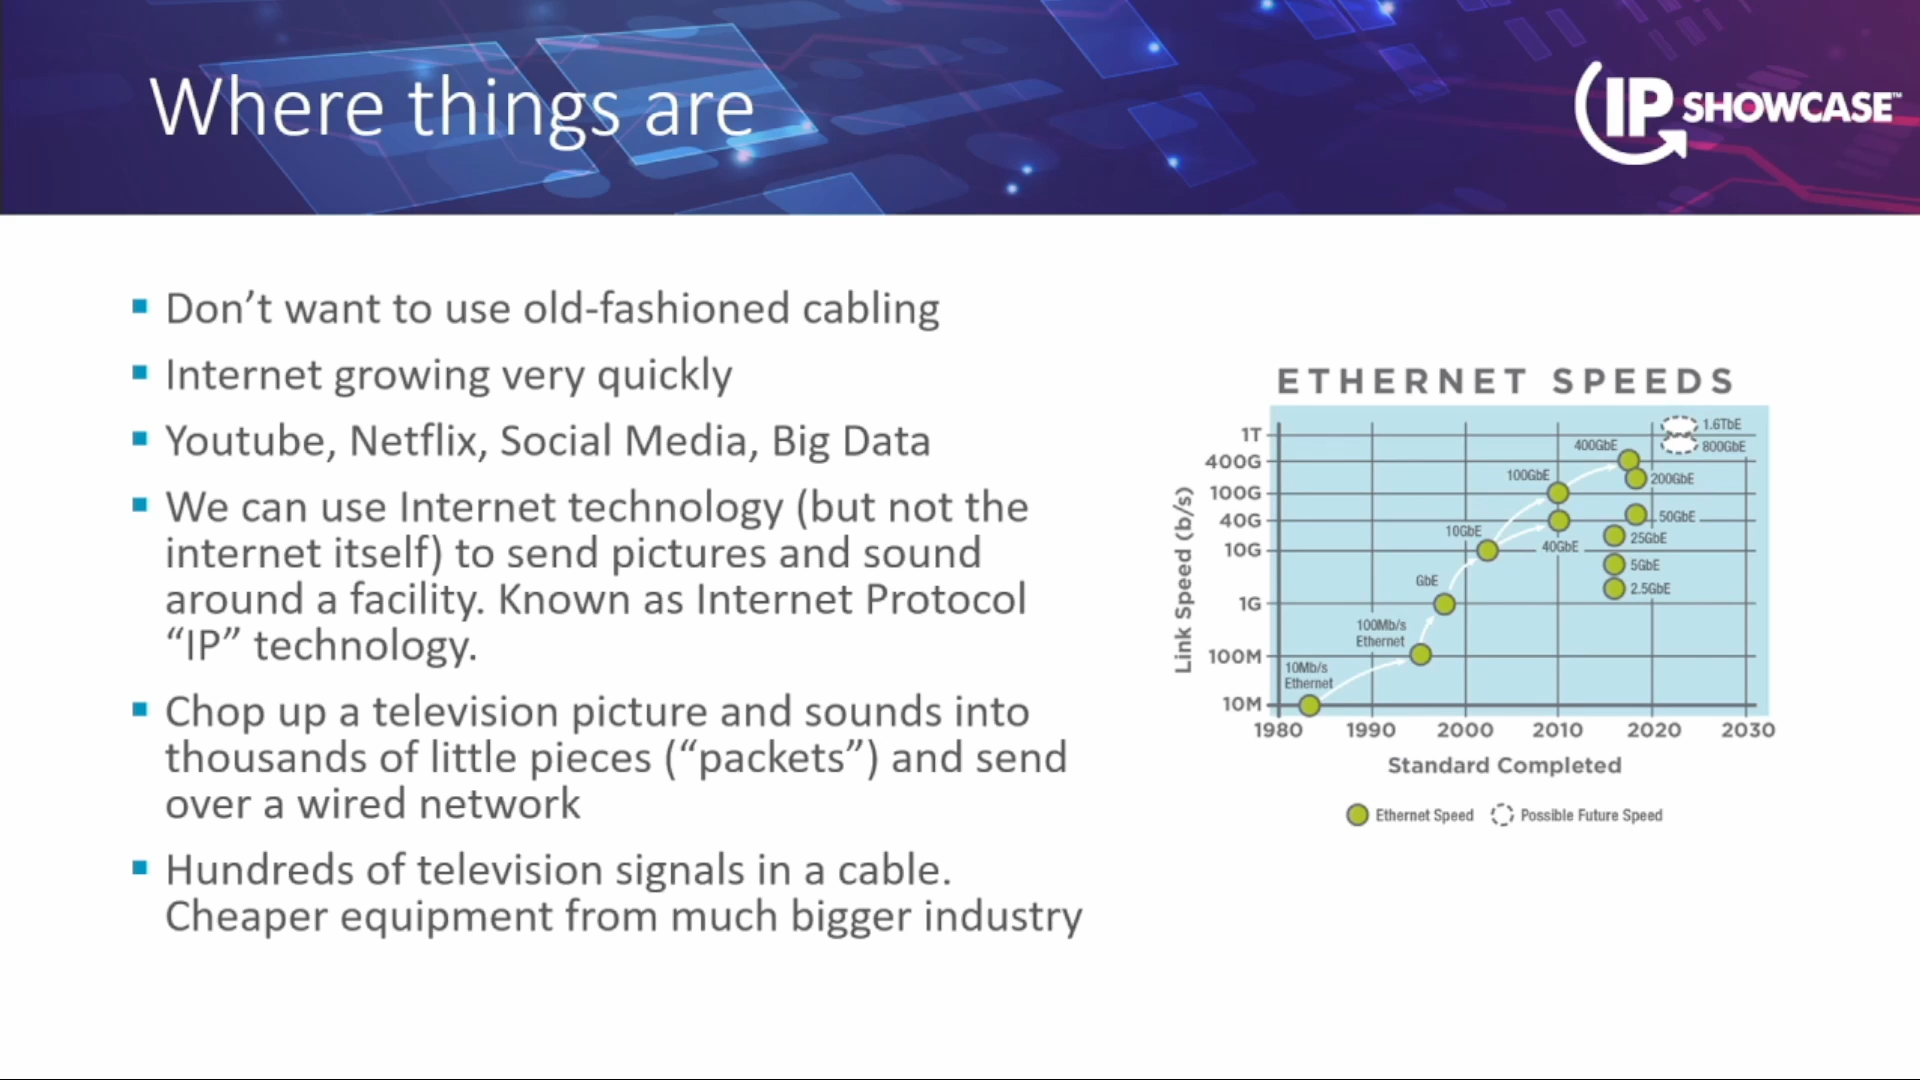 Where things are
IP SHOWCASE™
▪ Don’t want to use old-fashioned cabling
▪ Internet growing very quickly
▪ Youtube, Netflix, Social Media, Big Data
▪ We can use Internet technology (but not the
internet itself) to send pictures and sound
around a facility. Known as Internet Protocol
“IP” technology.
▪ Chop up a television picture and sounds into
thousands of little pieces (“packets”) and send
over a wired network
▪ Hundreds of television signals in a cable.
Cheaper equipment from much bigger industry
ETHERNET SPEEDS
Link Speed (b/s)
1T
400G
100G
40G
10G
1G
100M
10M
1.6TbE
800GbE
400GbE
200GbE
100GbE
50GbE
10GbE
40GbE
25GbE
5GbE
GbE
2.5GbE
100Mb/s
Ethernet
10Mb/s
Ethernet
1980 1990 2000 2010 2020 2030
Standard Completed
Ethernet Speed
Possible Future Speed